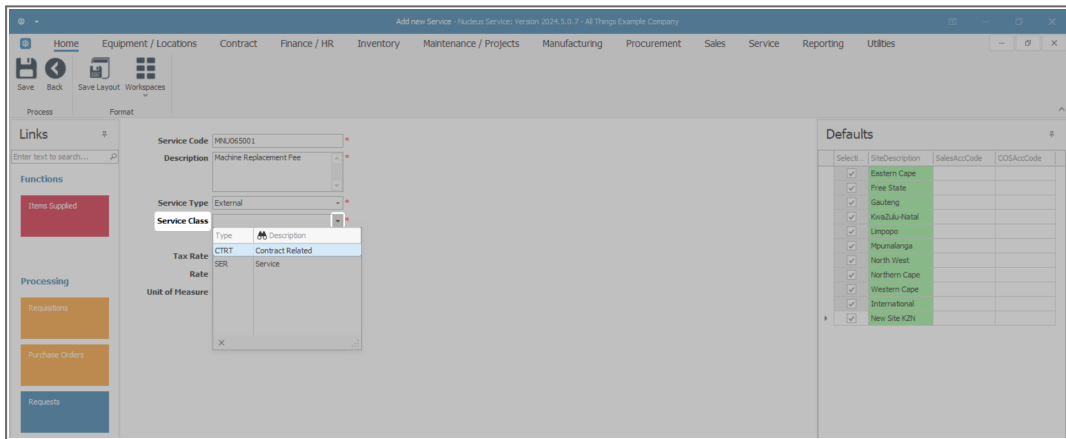 Add new Service - Nucleus Service: Version 2024.5.0.7 - All Things Example Company
Home Equipment / Locations Contract Finance / HR Inventory Maintenance / Projects Manufacturing Procurement Sales Service Reporting Utilities
Save Back Save Layout Workspaces
Process Format
Links
Enter text to search...
Functions
Items Supplied
Processing
Requisitions
Purchase Orders
Requests
Service Code MNU065001 *
Description Machine Replacement Fee *
Service Type External *
Service Class *
Type Description
CTRT Contract Related
SER Service
Tax Rate
Rate
Unit of Measure
Defaults
Selecti... SiteDescription SalesAccCode COSAccCode
Eastern Cape
Free State
Gauteng
KwaZulu-Natal
Limpopo
Mpumalanga
North West
Northern Cape
Western Cape
International
New Site KZN